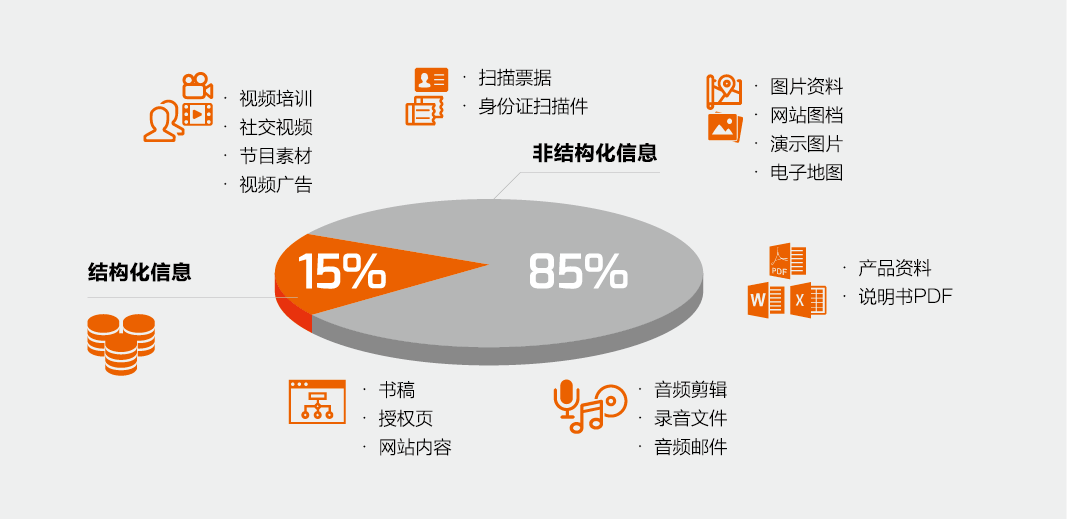 · 视频培训
· 社交视频
· 节目素材
· 视频广告
· 扫描票据
· 身份证扫描件
· 图片资料
· 网站图档
· 演示图片
· 电子地图
非结构化信息
结构化信息
15%
85%
PDF
W
X
· 产品资料
· 说明书PDF
· 书稿
· 授权页
· 网站内容
· 音频剪辑
· 录音文件
· 音频邮件